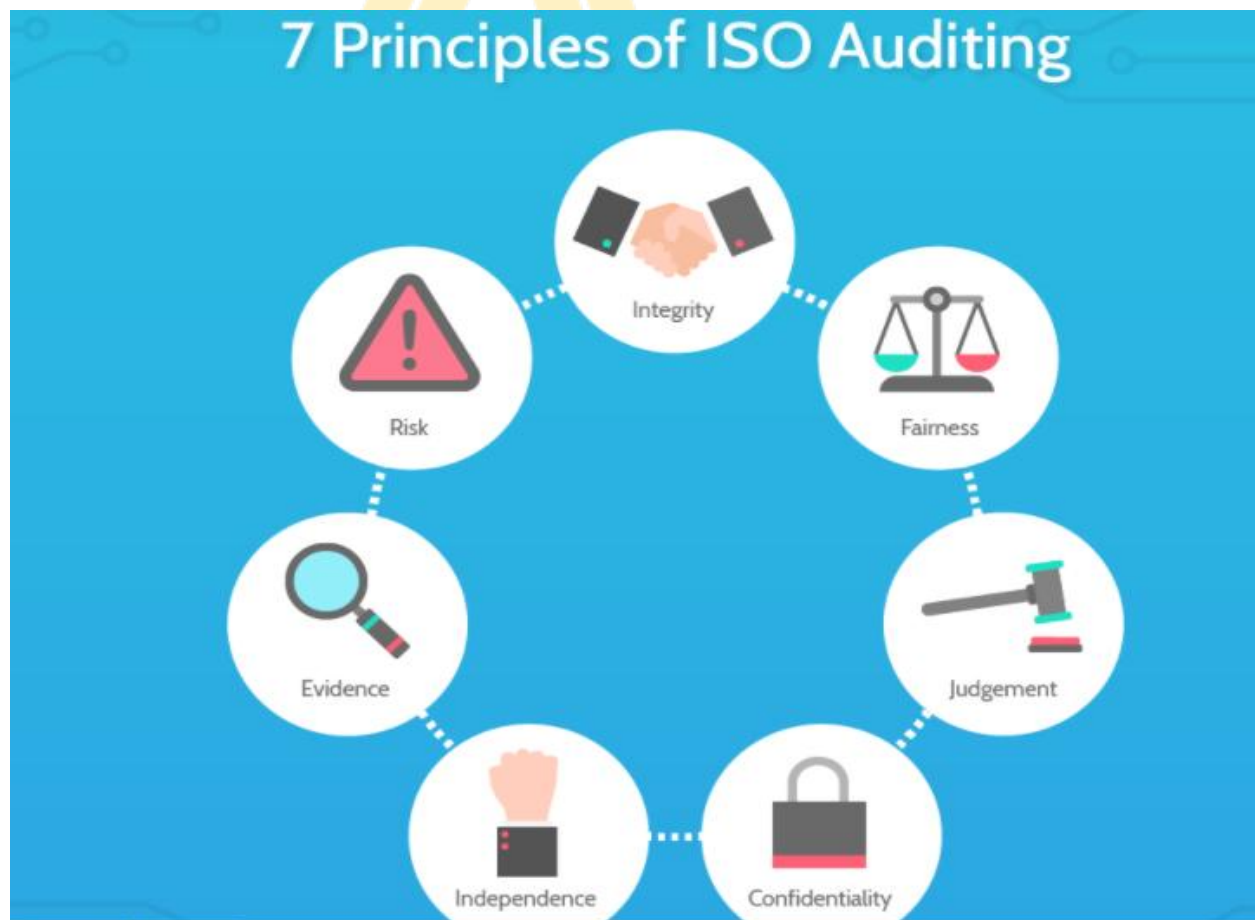 7 Principles of ISO Auditing
Integrity
Fairness
Judgement
Confidentiality
Independence
Evidence
Risk